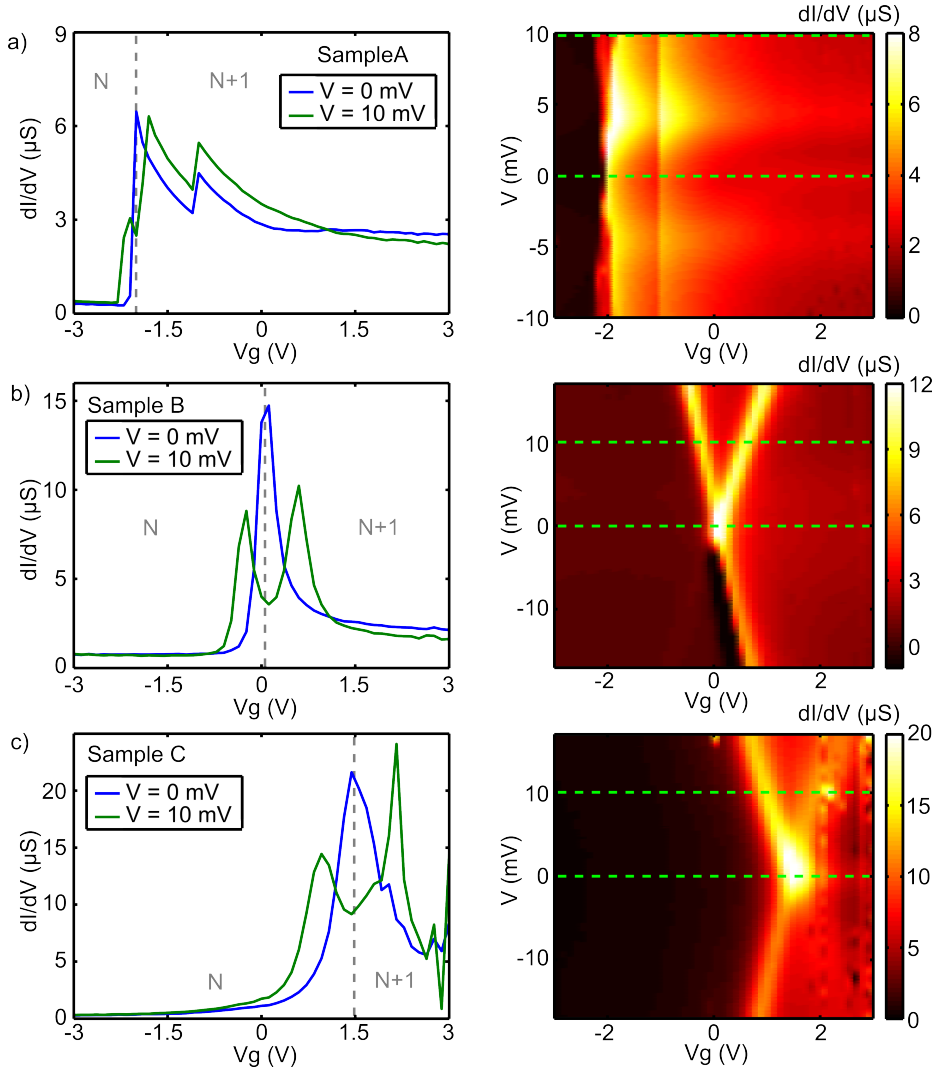 a)
SampleA
N
N+1
V = 0 mV
V = 10 mV
dI/dV (µS)
9
6
3
0
-3
-1.5
0
1.5
3
Vg (V)
dI/dV (µS)
V (mV)
10
5
0
-5
-10
-2
0
2
Vg (V)
8
6
4
2
0
b)
Sample B
V = 0 mV
V = 10 mV
N
N+1
dI/dV (µS)
15
10
5
0
-3
-1.5
0
1.5
3
Vg (V)
dI/dV (µS)
V (mV)
10
0
-10
-2
0
2
Vg (V)
12
9
6
3
0
c)
Sample C
V = 0 mV
V = 10 mV
N
N+1
dI/dV (µS)
20
15
10
5
0
-3
-1.5
0
1.5
3
Vg (V)
dI/dV (µS)
V (mV)
10
0
-10
-2
0
2
Vg (V)
20
15
10
5
0